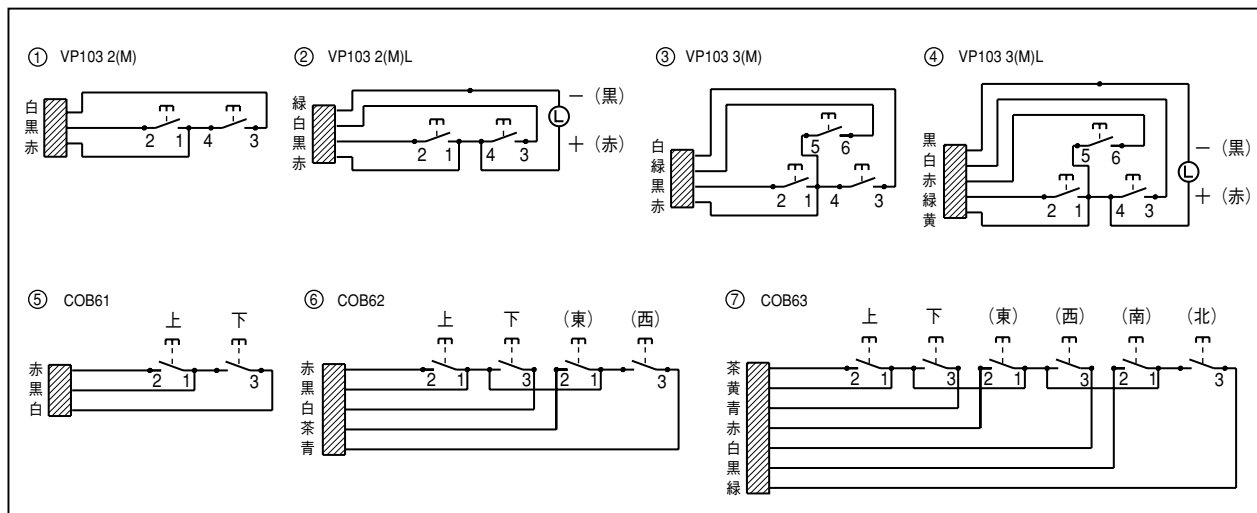 ① VP103 2(M)
白
黒
赤
2 1 4 3
② VP103 2(M)L
緑
白
黒
赤
2 1 4 3
ー（黒）
L
＋（赤）
③ VP103 3(M)
白
緑
黒
赤
5 6
2 1 4 3
④ VP103 3(M)L
黒
白
赤
緑
黄
5 6
2 1 4 3
ー（黒）
L
＋（赤）
⑤ COB61
上 下
赤
黒
白
2 1 3
⑥ COB62
上 下 （東） （西）
赤
黒
白
茶
青
2 1 3 2 1 3
⑦ COB63
上 下 （東） （西） （南） （北）
茶
黄
青
赤
白
黒
緑
2 1 3 2 1 3 2 1 3